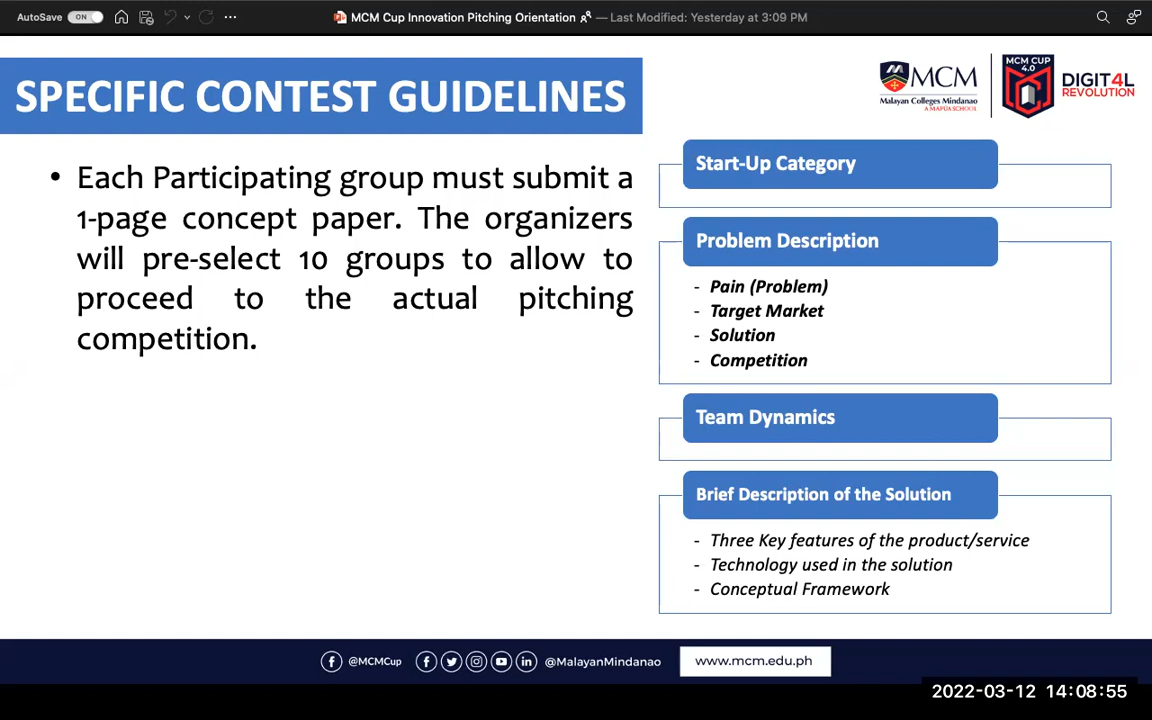 AutoSave ON MCM Cup Innovation Pitching Orientation — Last Modified: Yesterday at 3:09 PM
SPECIFIC CONTEST GUIDELINES
MCM
Malayan Colleges Mindanao
A MAPUA SCHOOL
MCM CUP
4.0
DIGIT4L
REVOLUTION
• Each Participating group must submit a
1-page concept paper. The organizers
will pre-select 10 groups to allow to
proceed to the actual pitching
competition.
Start-Up Category
Problem Description
- Pain (Problem)
- Target Market
- Solution
- Competition
Team Dynamics
Brief Description of the Solution
- Three Key features of the product/service
- Technology used in the solution
- Conceptual Framework
@MCMCup @MalayanMindanao www.mcm.edu.ph
2022-03-12 14:08:55